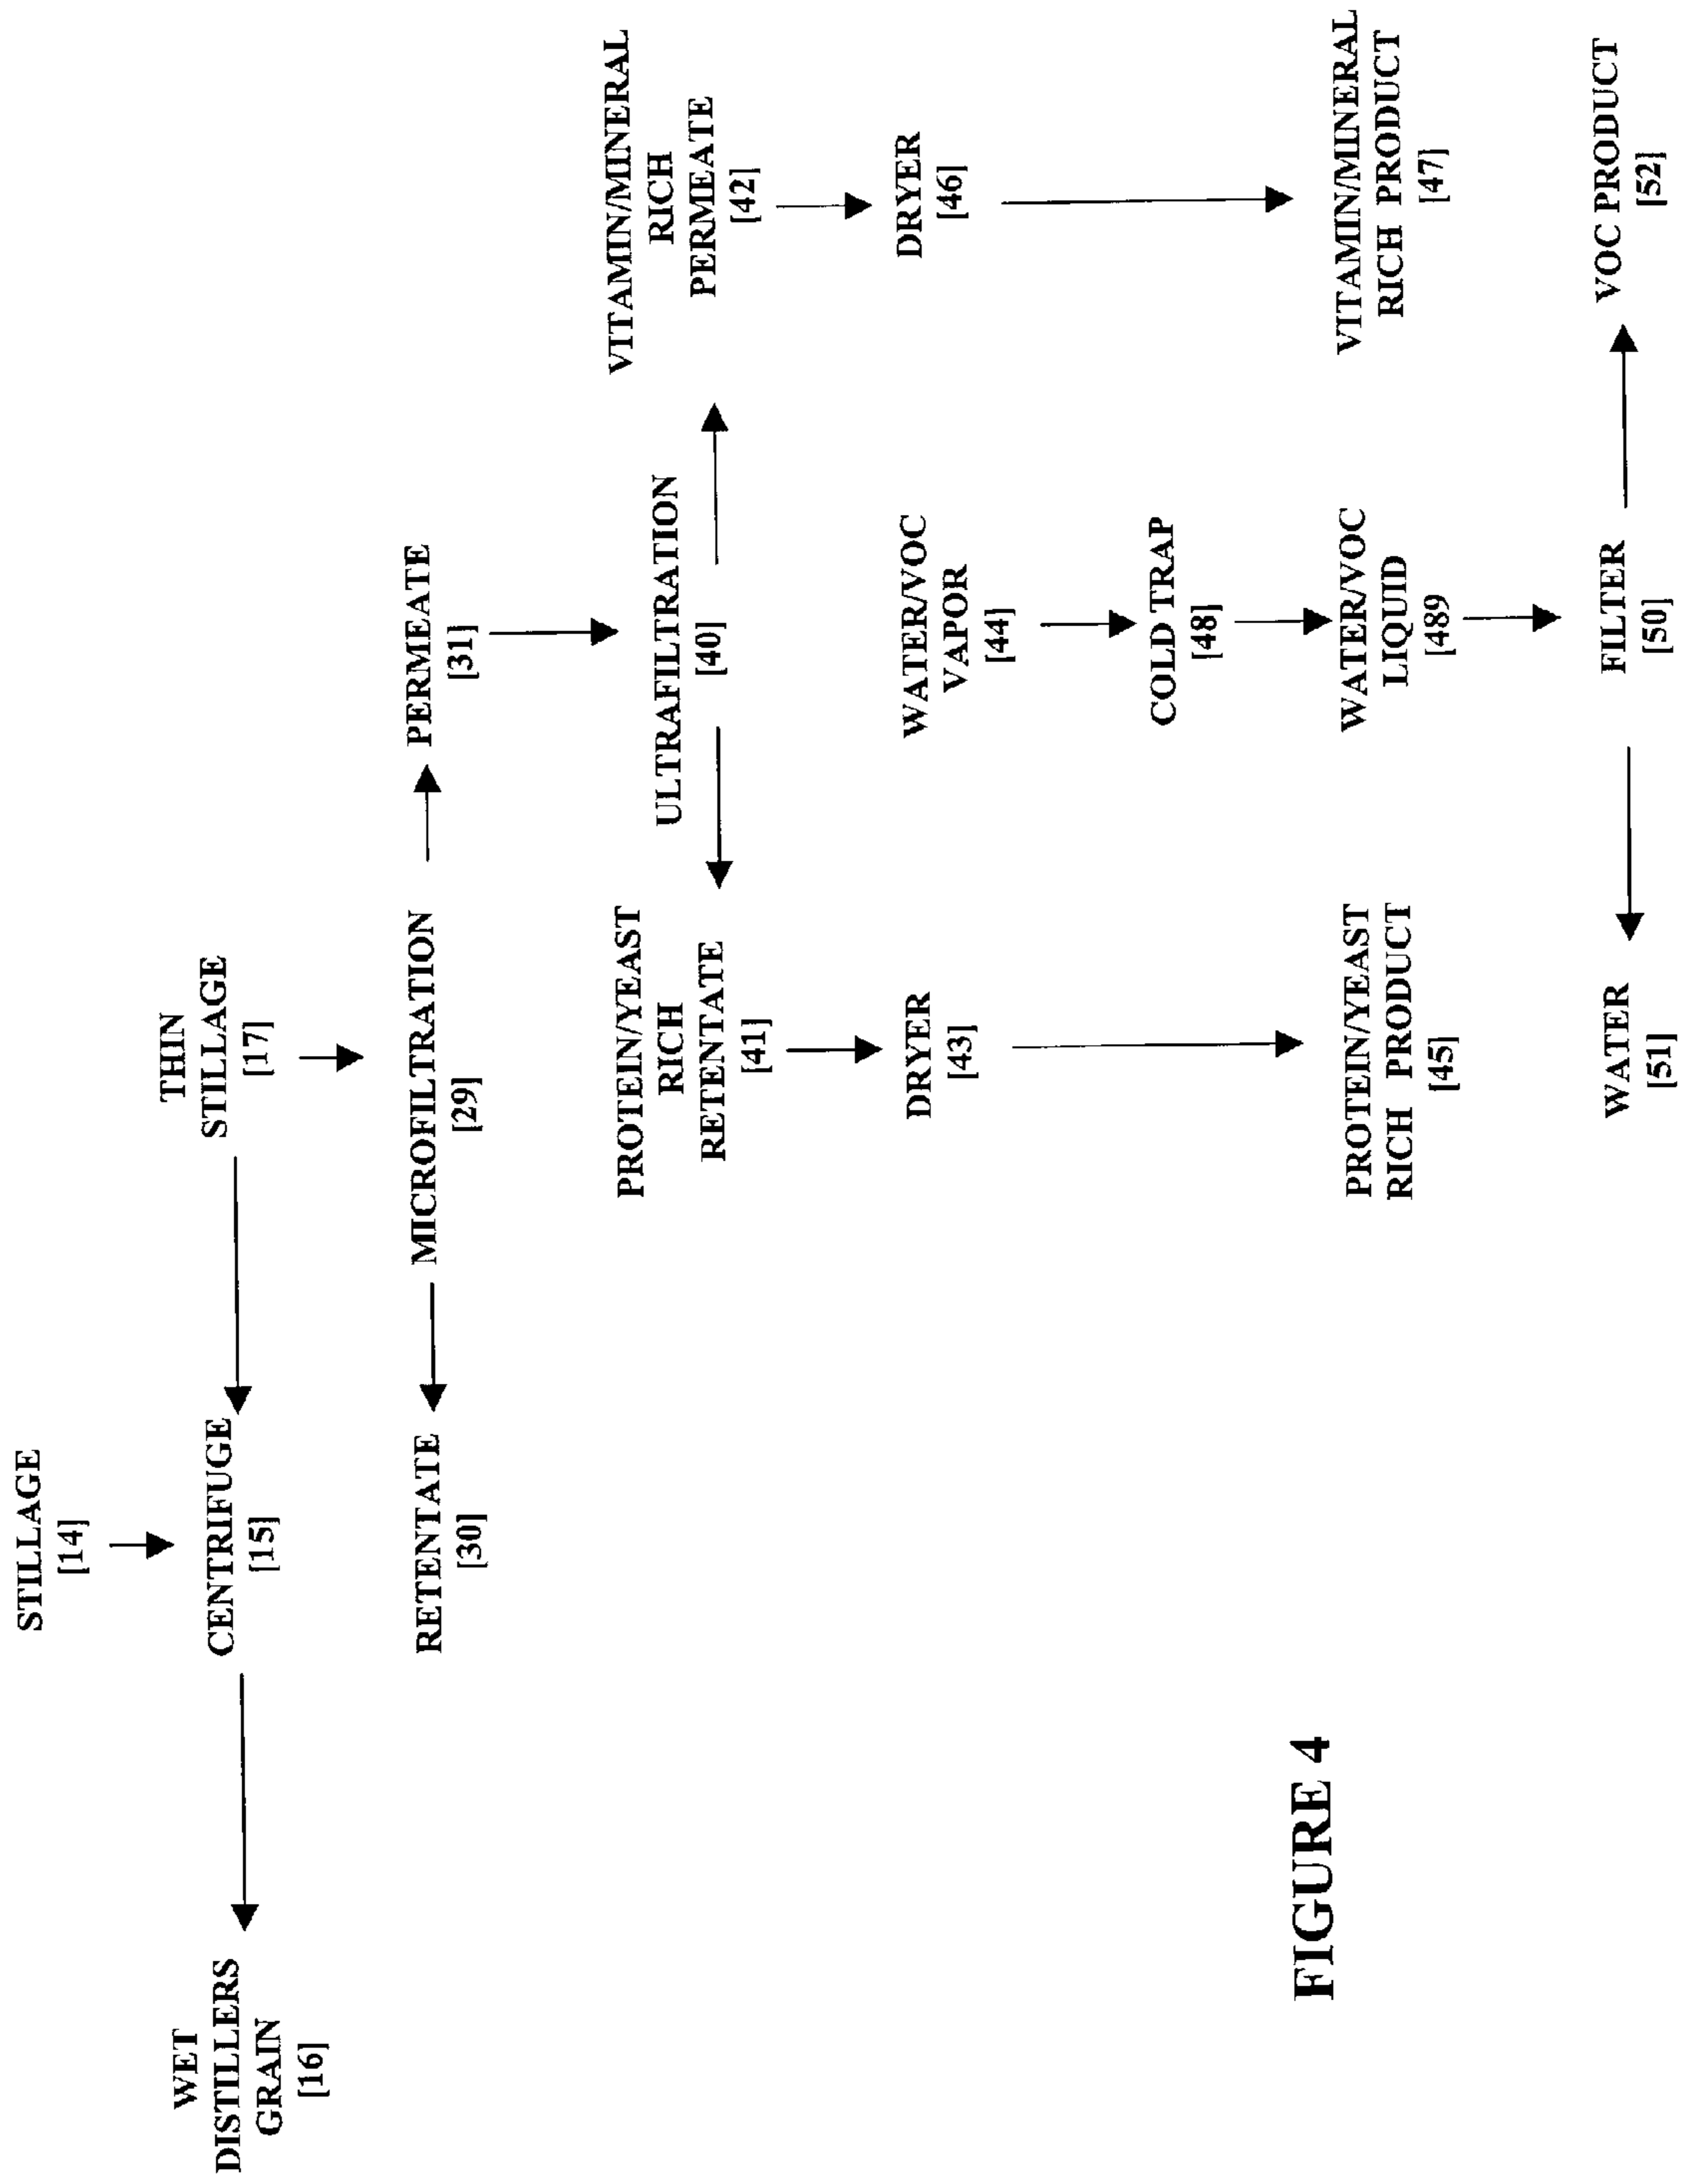 STILLAGE
[14]
WET
DISTILLERS
GRAIN
[16]
CENTRIFUGE
[15]
THIN
STILLAGE
[17]
RETENTATE
[30]
MICROFILTRATION
[29]
PERMEATE
[31]
PROTEIN/YEAST
RICH
RETENTATE
[41]
ULTRAFILTRATION
[40]
VITAMIN/MINERAL
RICH
PERMEATE
[42]
DRYER
[43]
WATER/VOC
VAPOR
[44]
DRYER
[46]
COLD TRAP
[48]
PROTEIN/YEAST
RICH PRODUCT
[45]
WATER/VOC
LIQUID
[489
VITAMIN/MINERAL
RICH PRODUCT
[47]
WATER
[51]
FILTER
[50]
VOC PRODUCT
[52]
FIGURE 4